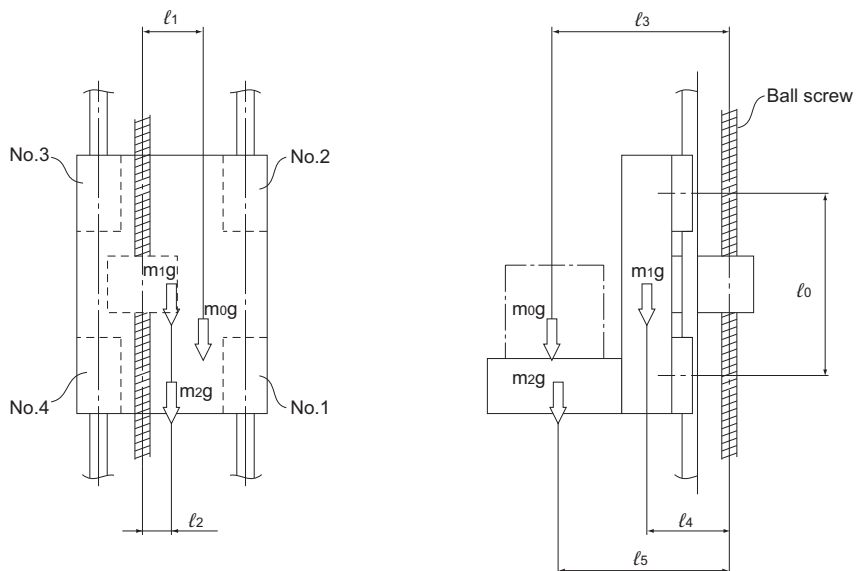 ℓ1
No.3
No.2
m1g
m0g
m2g
No.4
No.1
ℓ2
ℓ3
Ball screw
m1g
m0g
ℓ0
m2g
ℓ4
ℓ5